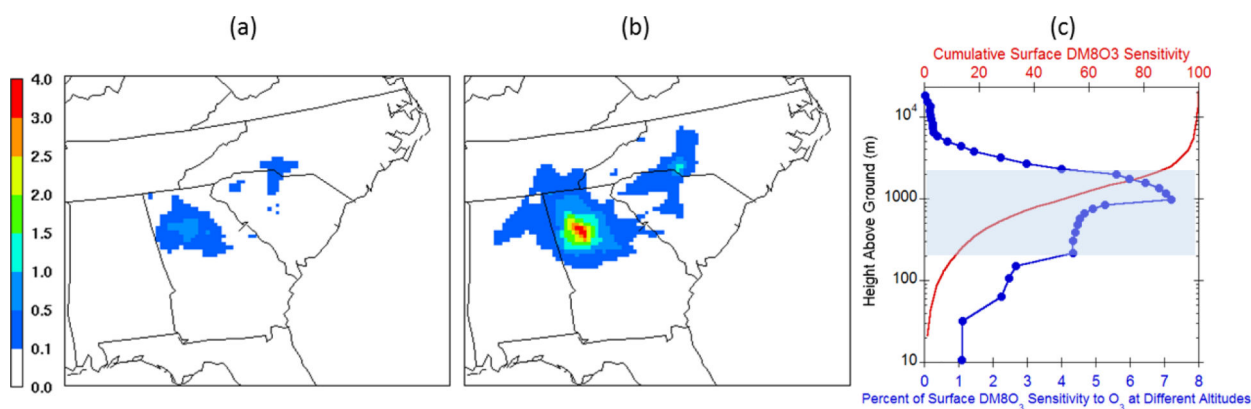 (a)
(b)
(c)
Cumulative Surface DM8O3 Sensitivity
0 20 40 60 80 100
4.0
3.0
2.5
2.0
1.5
1.0
0.5
0.1
0.0
Height Above Ground (m)
10⁴
1000
100
10
0 1 2 3 4 5 6 7 8
Percent of Surface DM8O₃ Sensitivity to O₃ at Different Altitudes